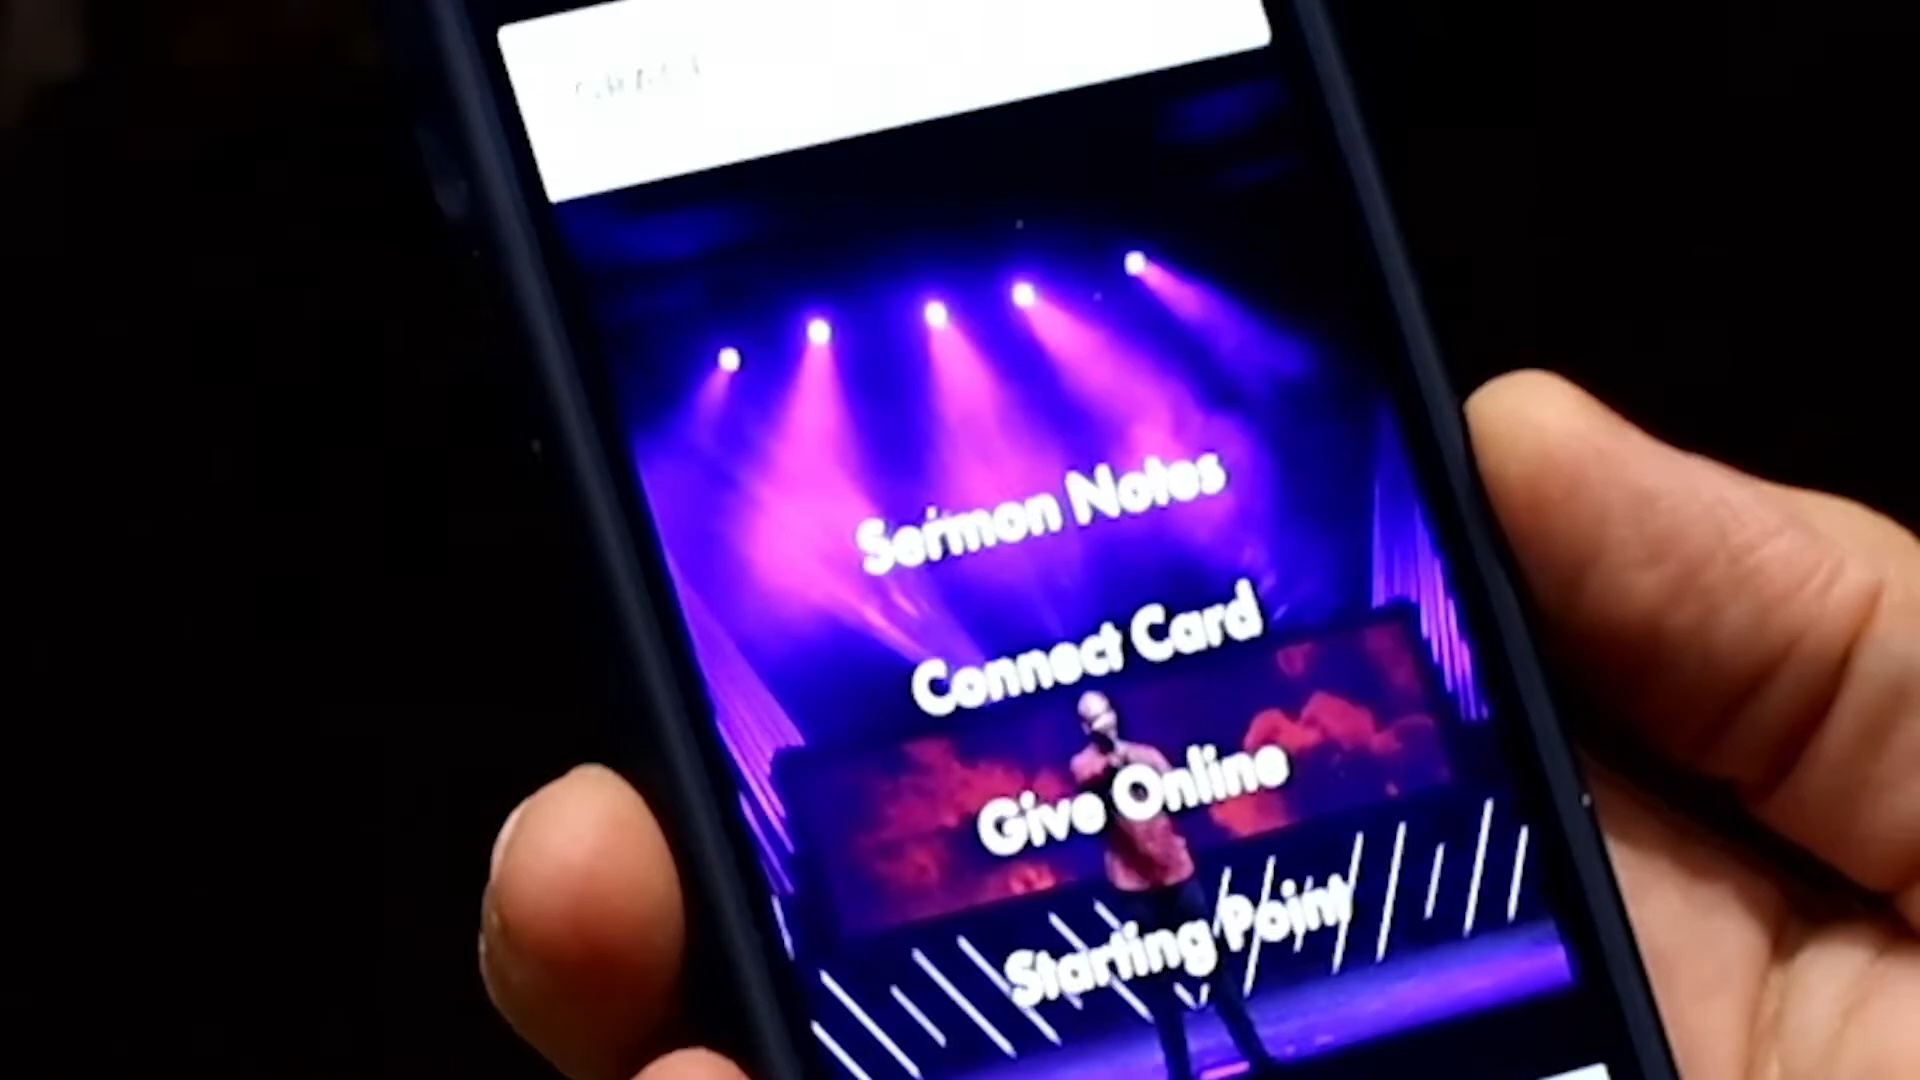 Sermon Notes
Connect Card
Give Online
Starting Point